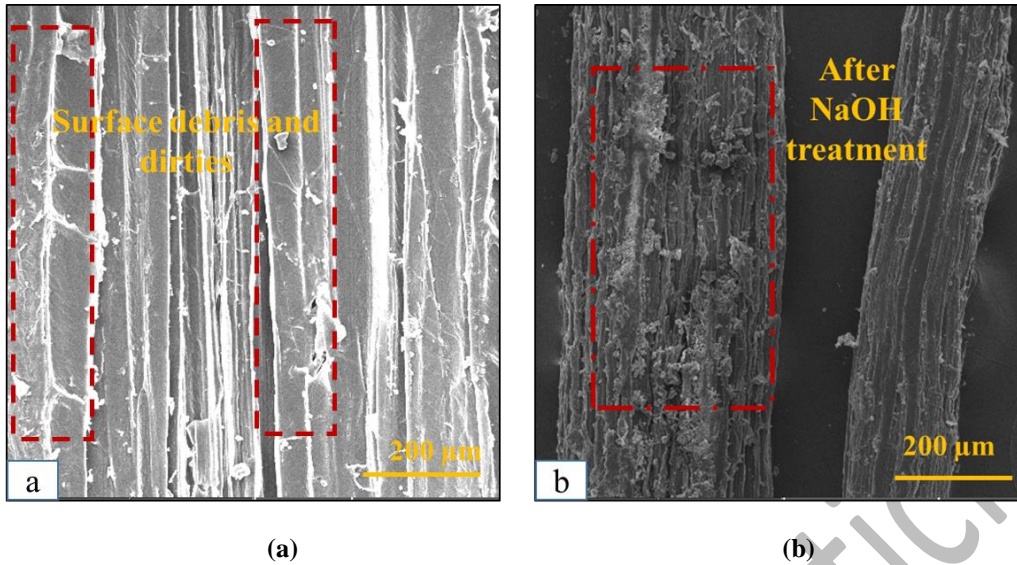 Surface debris and
dirties
200 µm
a
After
NaOH
treatment
200 µm
b
(a)
(b)